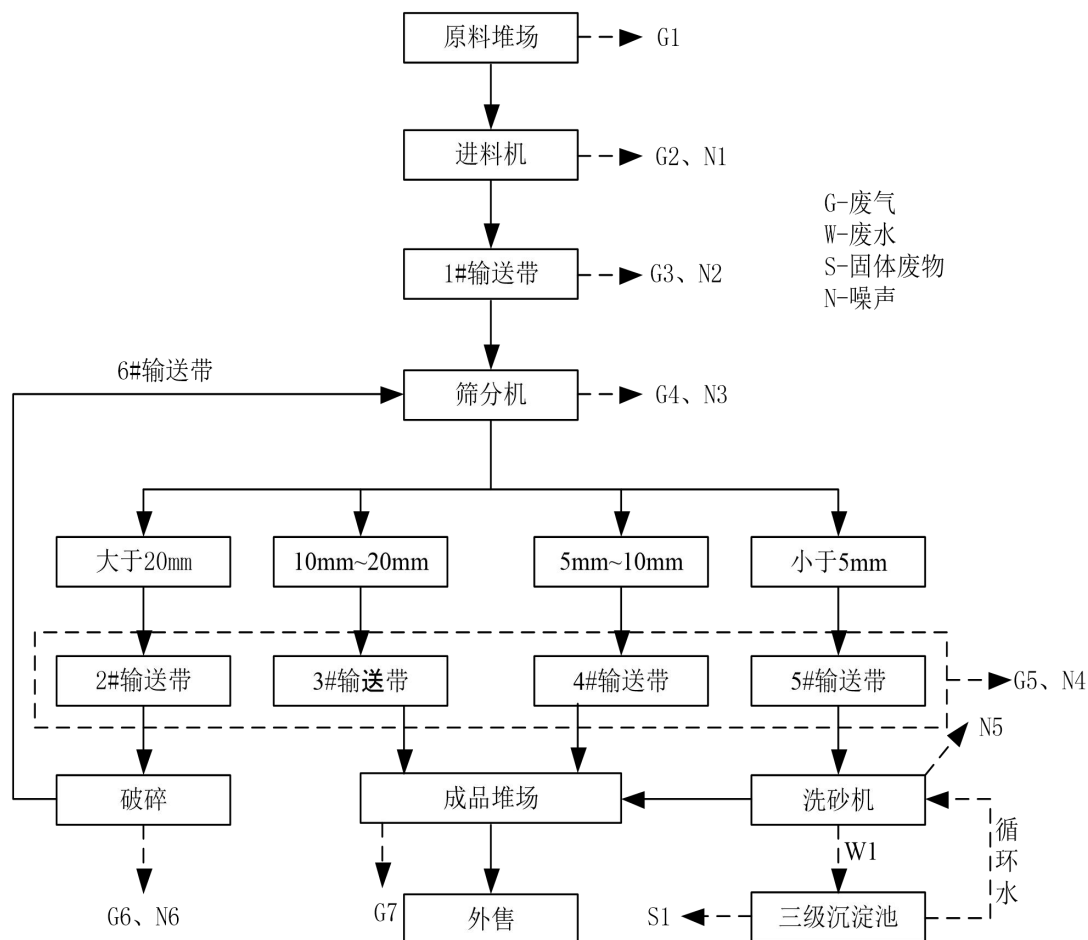 原料堆场
G1
进料机
G2、N1
G-废气
W-废水
S-固体废物
N-噪声
1#输送带
G3、N2
6#输送带
筛分机
G4、N3
大于20mm
10mm~20mm
5mm~10mm
小于5mm
2#输送带
3#输送带
4#输送带
5#输送带
G5、N4
N5
破碎
成品堆场
洗砂机
循
环
水
W1
G6、N6
G7
外售
S1
三级沉淀池